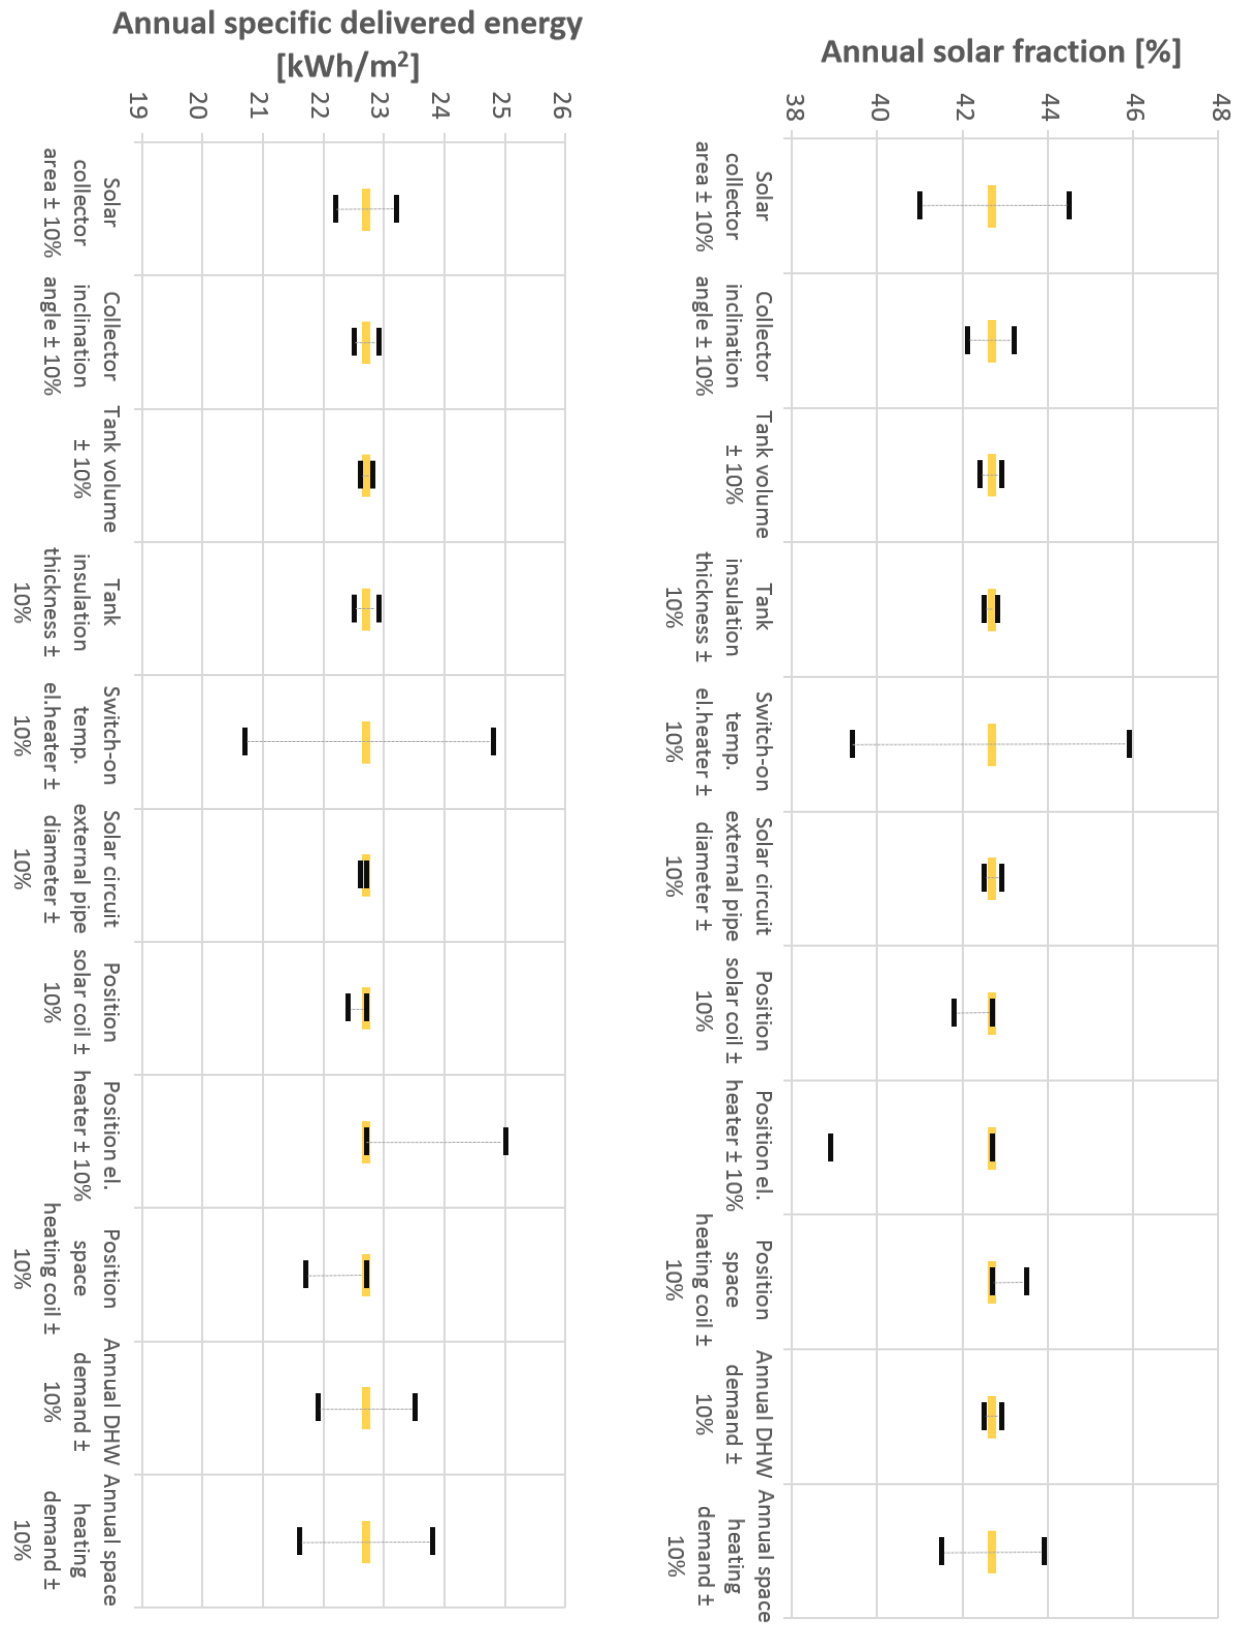 Annual specific delivered energy
[kWh/m²]
19
20
21
22
23
24
25
26
Solar
collector
area ± 10%
Collector
inclination
angle ± 10%
Tank volume
± 10%
Tank
insulation
thickness ±
10%
Switch-on
temp.
el.heater ±
10%
Solar circuit
external pipe
diameter ±
10%
Position
solar coil ±
10%
Position el.
heater ± 10%
Position
space
heating coil ±
10%
Annual DHW
demand ±
10%
Annual space
heating
demand ±
10%
Annual solar fraction [%]
38
40
42
44
46
48
Solar
collector
area ± 10%
Collector
inclination
angle ± 10%
Tank volume
± 10%
Tank
insulation
thickness ±
10%
Switch-on
temp.
el.heater ±
10%
Solar circuit
external pipe
diameter ±
10%
Position
solar coil ±
10%
Position el.
heater ± 10%
Position
space
heating coil ±
10%
Annual DHW
demand ±
10%
Annual space
heating
demand ±
10%